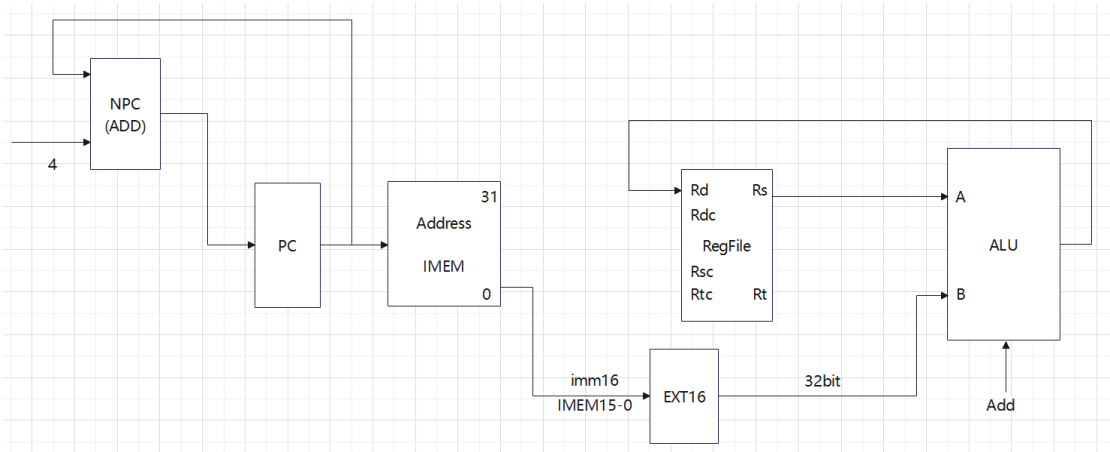 NPC
(ADD)
4
PC
31
Address
IMEM
0
imm16
IMEM15-0
EXT16
32bit
Rd
Rs
Rdc
RegFile
Rsc
Rtc
Rt
A
ALU
B
Add